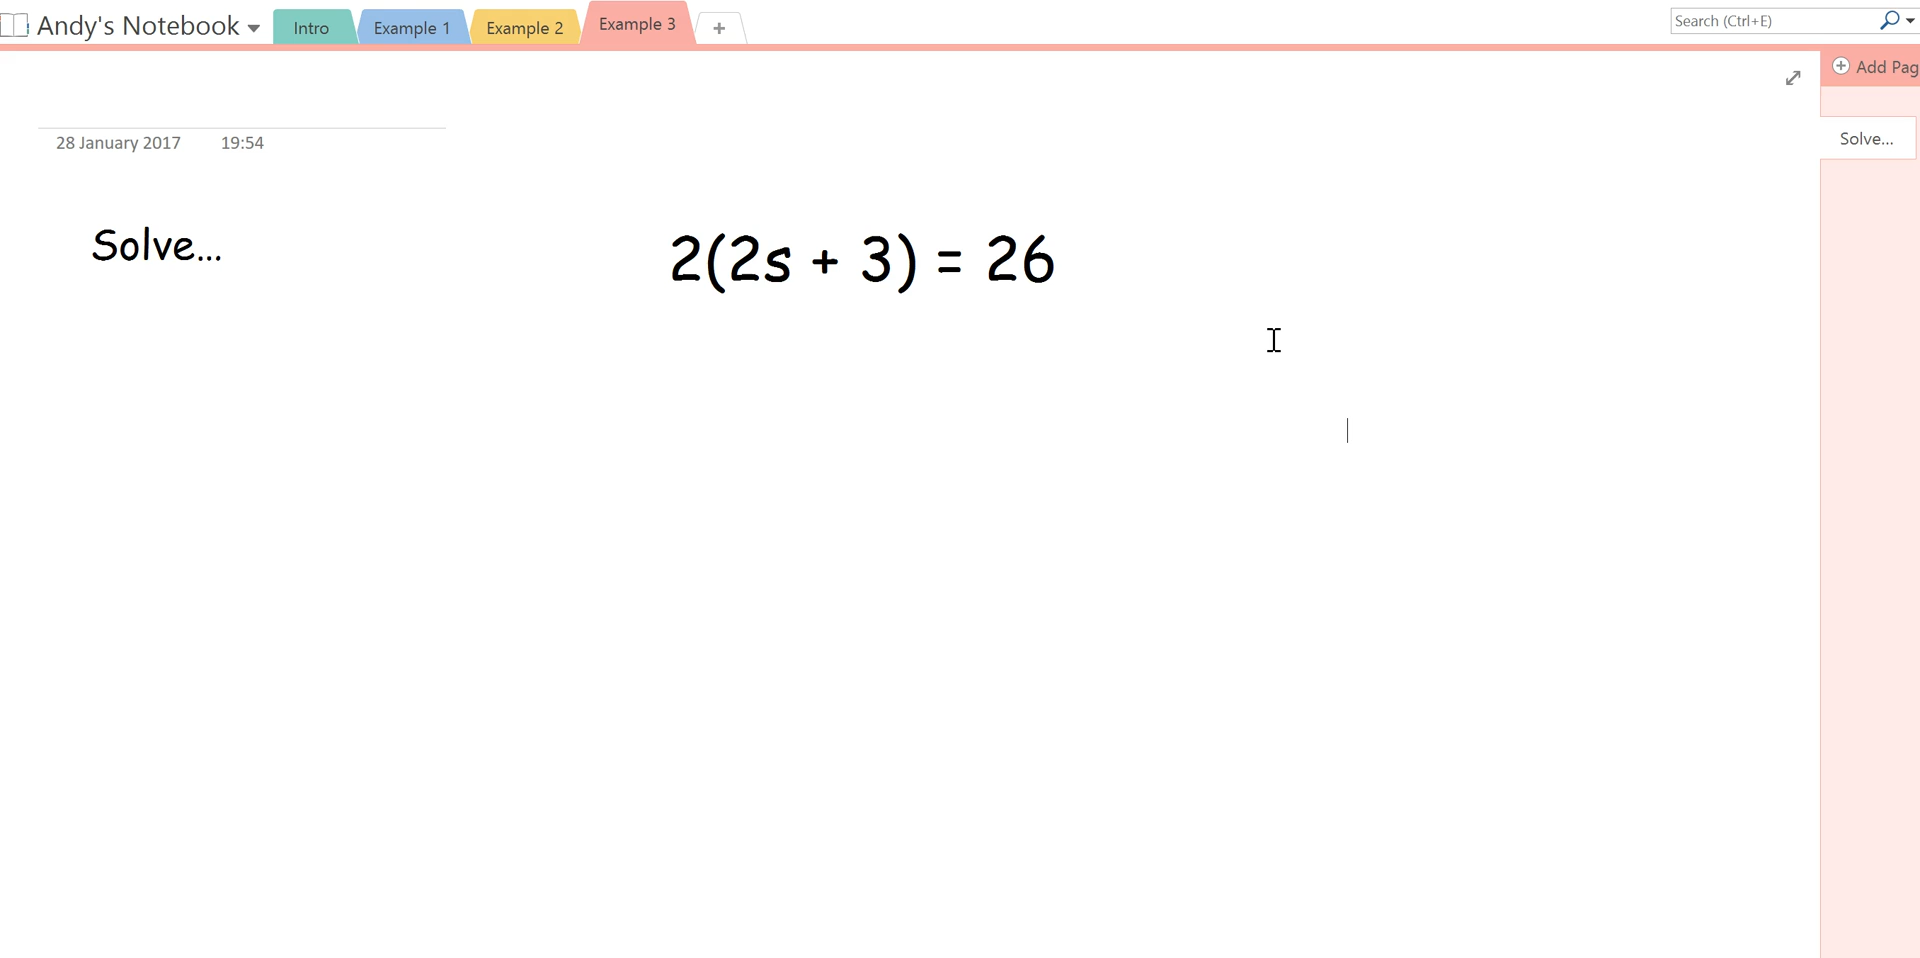 Andy's Notebook Intro Example 1 Example 2 Example 3 + Search (Ctrl+E)
Add Pag
28 January 2017 19:54
Solve...
Solve... 2(2s + 3) = 26